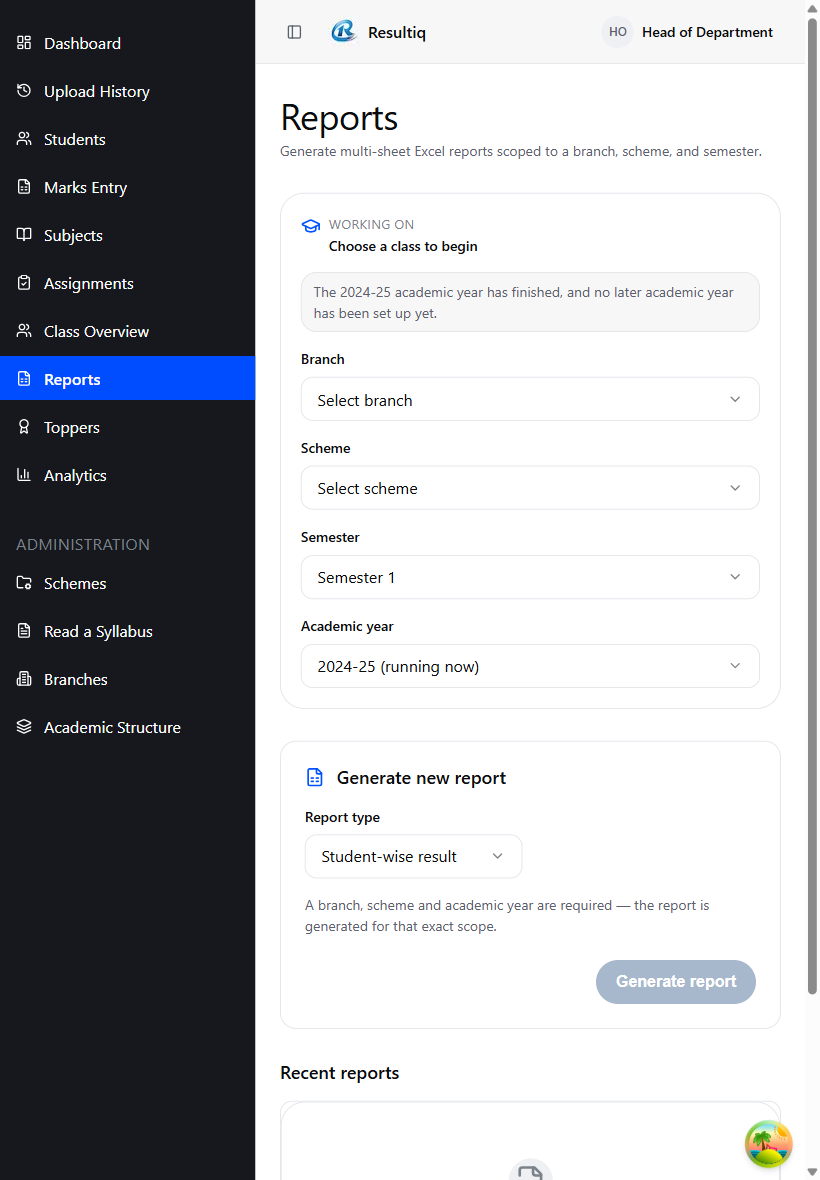 Dashboard
Upload History
Students
Marks Entry
Subjects
Assignments
Class Overview
Reports
Toppers
Analytics
ADMINISTRATION
Schemes
Read a Syllabus
Branches
Academic Structure
Resultiq
HO
Head of Department
Reports
Generate multi-sheet Excel reports scoped to a branch, scheme, and semester.
WORKING ON
Choose a class to begin
The 2024-25 academic year has finished, and no later academic year
has been set up yet.
Branch
Select branch
Scheme
Select scheme
Semester
Semester 1
Academic year
2024-25 (running now)
Generate new report
Report type
Student-wise result
A branch, scheme and academic year are required — the report is
generated for that exact scope.
Generate report
Recent reports